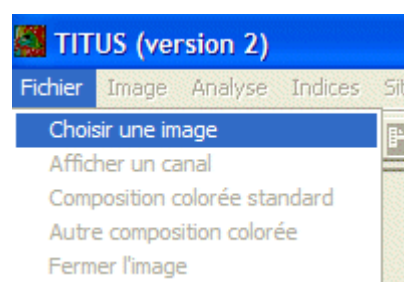 TITUS (version 2)
Fichier Image Analyse Indices
Choisir une image
Afficher un canal
Composition colorée standard
Autre composition colorée
Fermer l'image